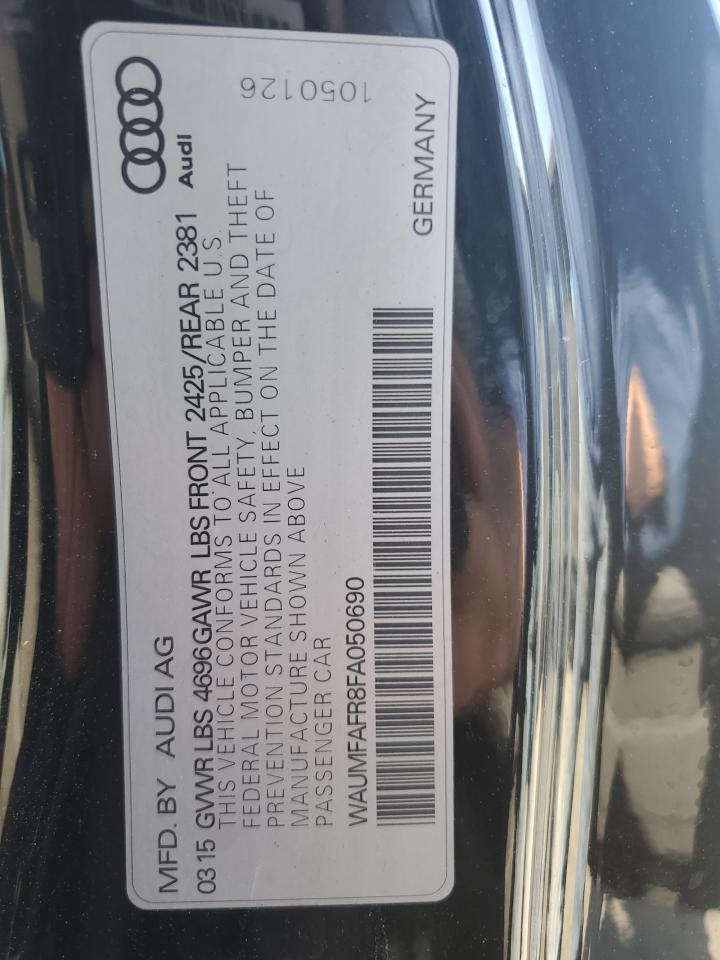 MFD. BY AUDI AG
03 15 GVWR LBS 4696 GAWR LBS FRONT 2425/REAR 2381
Audi
THIS VEHICLE CONFORMS TO ALL APPLICABLE U.S.
FEDERAL MOTOR VEHICLE SAFETY, BUMPER AND THEFT
PREVENTION STANDARDS IN EFFECT ON THE DATE OF
MANUFACTURE SHOWN ABOVE
PASSENGER CAR
1050126
WAUMFAFR8FA050690
GERMANY